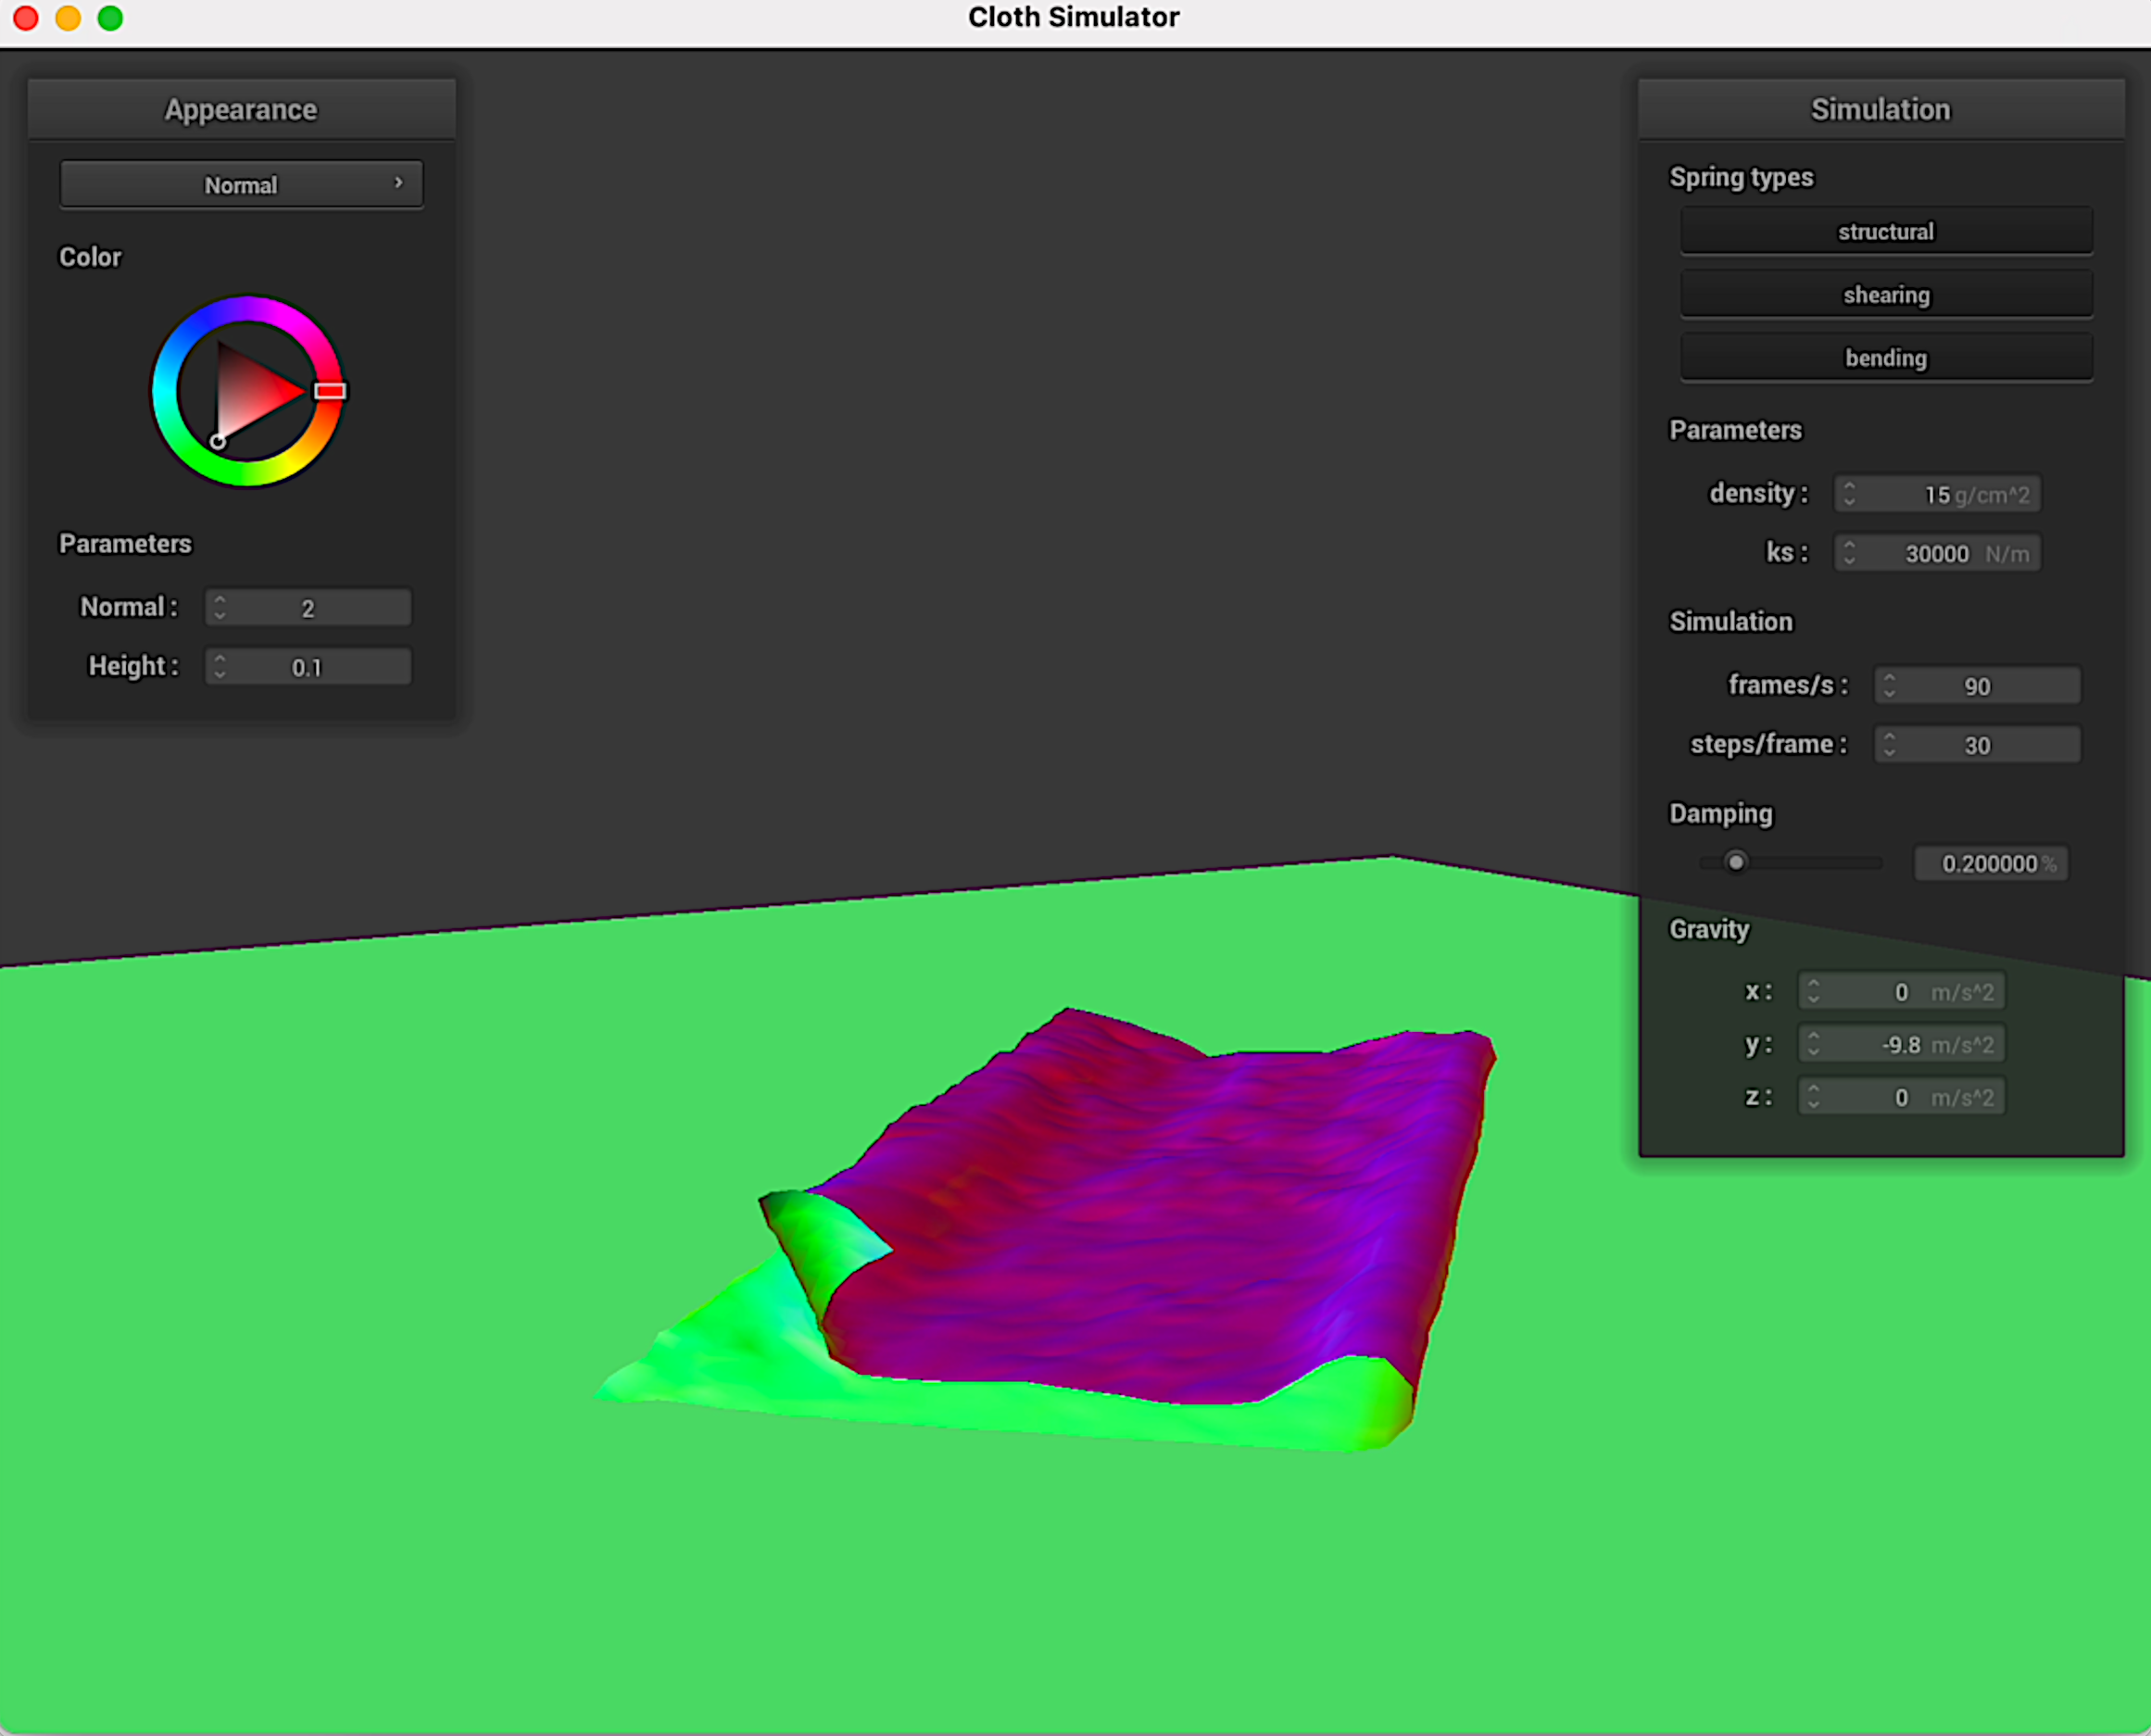 Cloth Simulator
Appearance
Normal
Color
Parameters
Normal : 2
Height : 0.1
Simulation
Spring types
structural
shearing
bending
Parameters
density : 15 g/cm^2
ks : 30000 N/m
Simulation
frames/s : 90
steps/frame : 30
Damping
0.200000 %
Gravity
x : 0 m/s^2
y : -9.8 m/s^2
z : 0 m/s^2